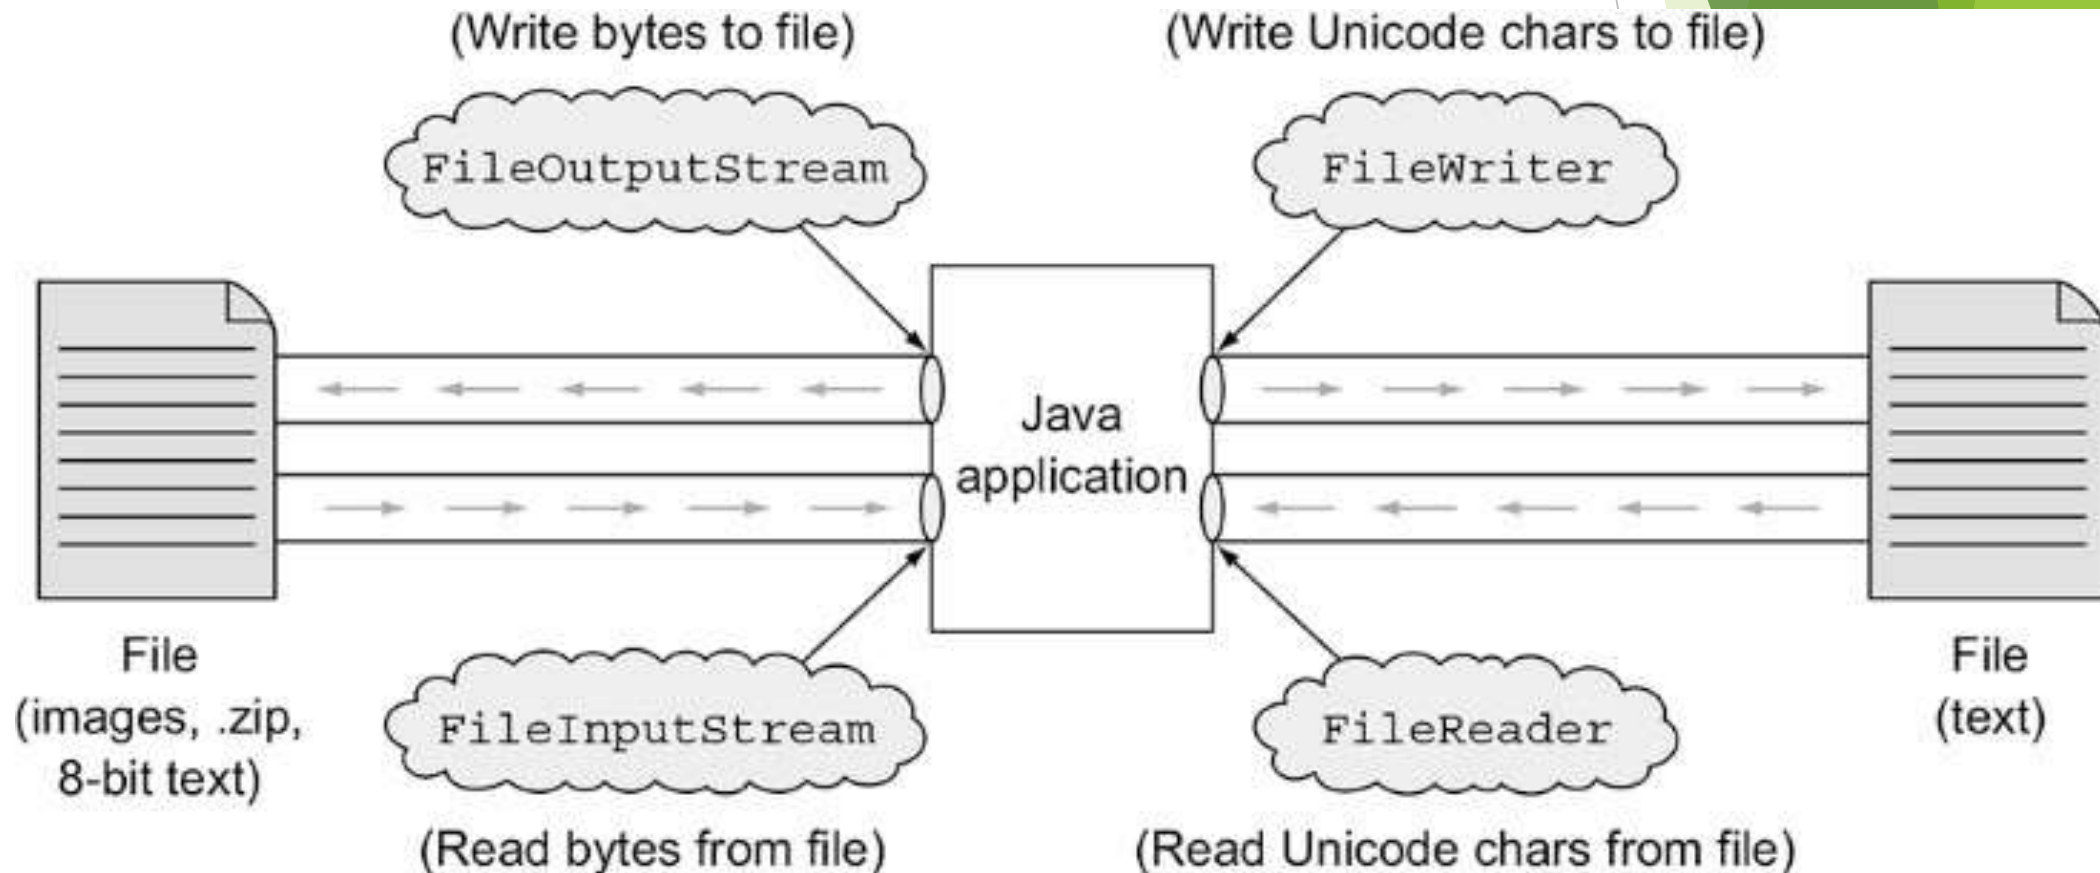 (Write bytes to file)
(Write Unicode chars to file)
FileOutputStream
FileWriter
Java
application
File
(images, .zip,
8-bit text)
File
(text)
FileInputStream
FileReader
(Read bytes from file)
(Read Unicode chars from file)